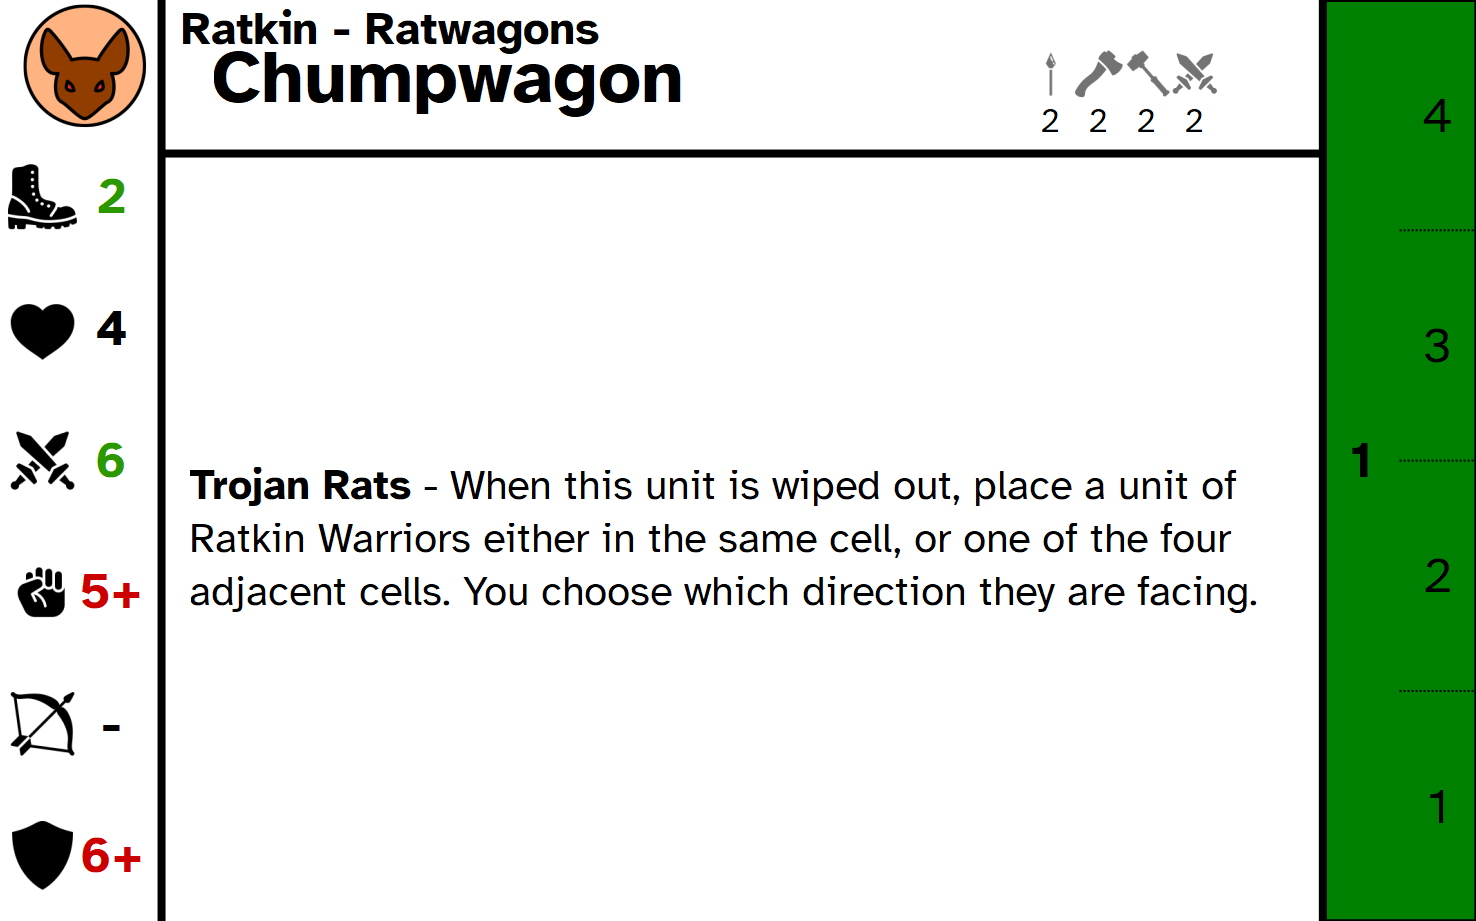 Ratkin - Ratwagons
Chumpwagon
2 2 2 2
2
4
6
5+
-
6+
Trojan Rats - When this unit is wiped out, place a unit of
Ratkin Warriors either in the same cell, or one of the four
adjacent cells. You choose which direction they are facing.
4
3
1
2
1